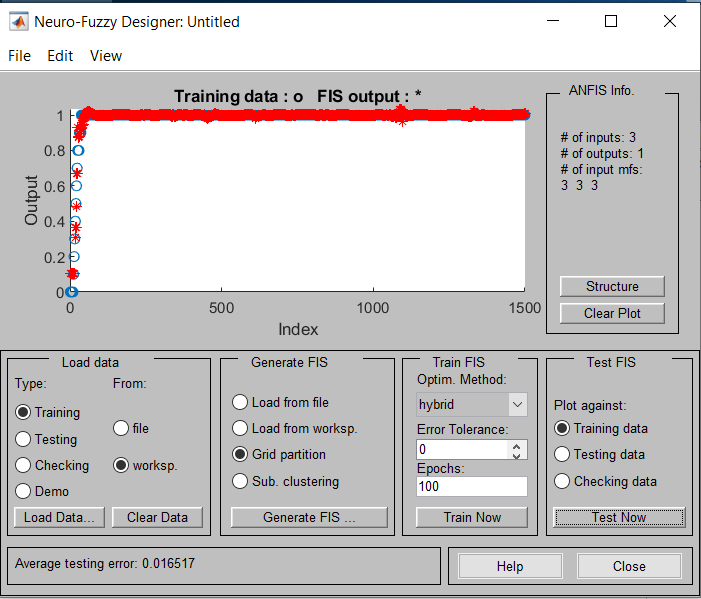 Neuro-Fuzzy Designer: Untitled
File Edit View
Training data : o FIS output : *
1
0.8
0.6
0.4
0.2
0
Output
0 500 1000 1500
Index
ANFIS Info.
# of inputs: 3
# of outputs: 1
# of input mfs:
3 3 3
Structure
Clear Plot
Load data
Type: From:
Training
Testing
Checking
Demo
file
worksp.
Load Data...
Clear Data
Generate FIS
Load from file
Load from worksp.
Grid partition
Sub. clustering
Generate FIS ...
Train FIS
Optim. Method:
hybrid
Error Tolerance:
0
Epochs:
100
Train Now
Test FIS
Plot against:
Training data
Testing data
Checking data
Test Now
Average testing error: 0.016517
Help
Close